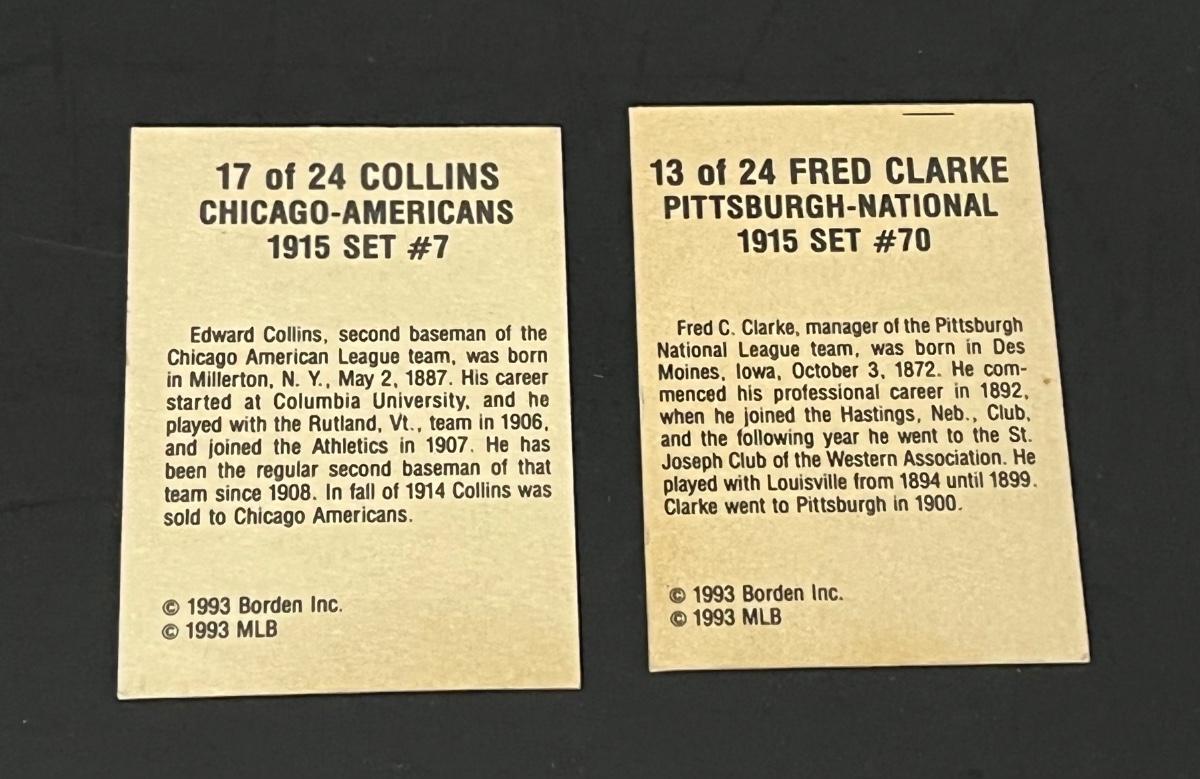 17 of 24 COLLINS
CHICAGO-AMERICANS
1915 SET #7
Edward Collins, second baseman of the
Chicago American League team, was born
in Millerton, N. Y., May 2, 1887. His career
started at Columbia University, and he
played with the Rutland, Vt., team in 1906,
and joined the Athletics in 1907. He has
been the regular second baseman of that
team since 1908. In fall of 1914 Collins was
sold to Chicago Americans.
© 1993 Borden Inc.
© 1993 MLB
13 of 24 FRED CLARKE
PITTSBURGH-NATIONAL
1915 SET #70
Fred C. Clarke, manager of the Pittsburgh
National League team, was born in Des
Moines, Iowa, October 3, 1872. He com-
menced his professional career in 1892,
when he joined the Hastings, Neb., Club,
and the following year he went to the St.
Joseph Club of the Western Association. He
played with Louisville from 1894 until 1899.
Clarke went to Pittsburgh in 1900.
© 1993 Borden Inc.
© 1993 MLB